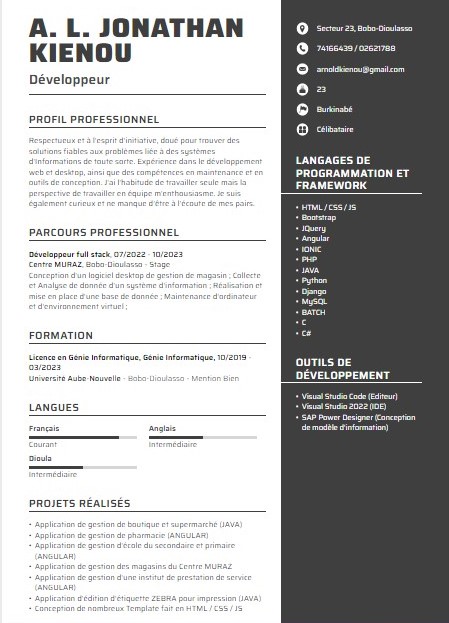 A. L. JONATHAN
KIENOU
Développeur
PROFIL PROFESSIONNEL
Respectueux et à l'esprit d'initiative, doué pour trouver des
solutions fiables aux problèmes liée à des systèmes
d'informations de toute sorte. Expérience dans le développement
web et desktop, ainsi que des compétences en maintenance et en
outils de conception. J'ai l'habitude de travailler seule mais la
perspective de travailler en équipe m'enthousiasme. Je suis
également curieux et ne manque d'être à l'écoute de mes pairs.
PARCOURS PROFESSIONNEL
Développeur full stack, 07/2022 - 10/2023
Centre MURAZ, Bobo-Dioulasso - Stage
Conception d'un logiciel desktop de gestion de magasin ; Collecte
et Analyse de donnée d'un système d'information ; Réalisation et
mise en place d'une base de donnée ; Maintenance d'ordinateur
et d'environnement virtuel ;
FORMATION
Licence en Génie Informatique, Génie Informatique, 10/2019 -
03/2023
Université Aube-Nouvelle - Bobo-Dioulasso - Mention Bien
LANGUES
Français
Courant
Anglais
Intermédiaire
Dioula
Intermédiaire
PROJETS RÉALISÉS
• Application de gestion de boutique et supermarché (JAVA)
• Application de gestion de pharmacie (ANGULAR)
• Application de gestion d'école du secondaire et primaire
(ANGULAR)
• Application de gestion des magasins du Centre MURAZ
• Application de gestion d'une institut de prestation de service
(ANGULAR)
• Application d'édition d'étiquette ZEBRA pour impression (JAVA)
• Conception de nombreux Template fait en HTML / CSS / JS
Secteur 23, Bobo-Dioulasso
74166439 / 02621788
arnoldkienou@gmail.com
23
Burkinabé
Célibataire
LANGAGES DE
PROGRAMMATION ET
FRAMEWORK
• HTML / CSS / JS
• Bootstrap
• JQuery
• Angular
• IONIC
• PHP
• JAVA
• Python
• Django
• MySQL
• BATCH
• C
• C#
OUTILS DE
DÉVELOPPEMENT
• Visual Studio Code (Editeur)
• Visual Studio 2022 (IDE)
• SAP Power Designer (Conception
de modèle d'information)